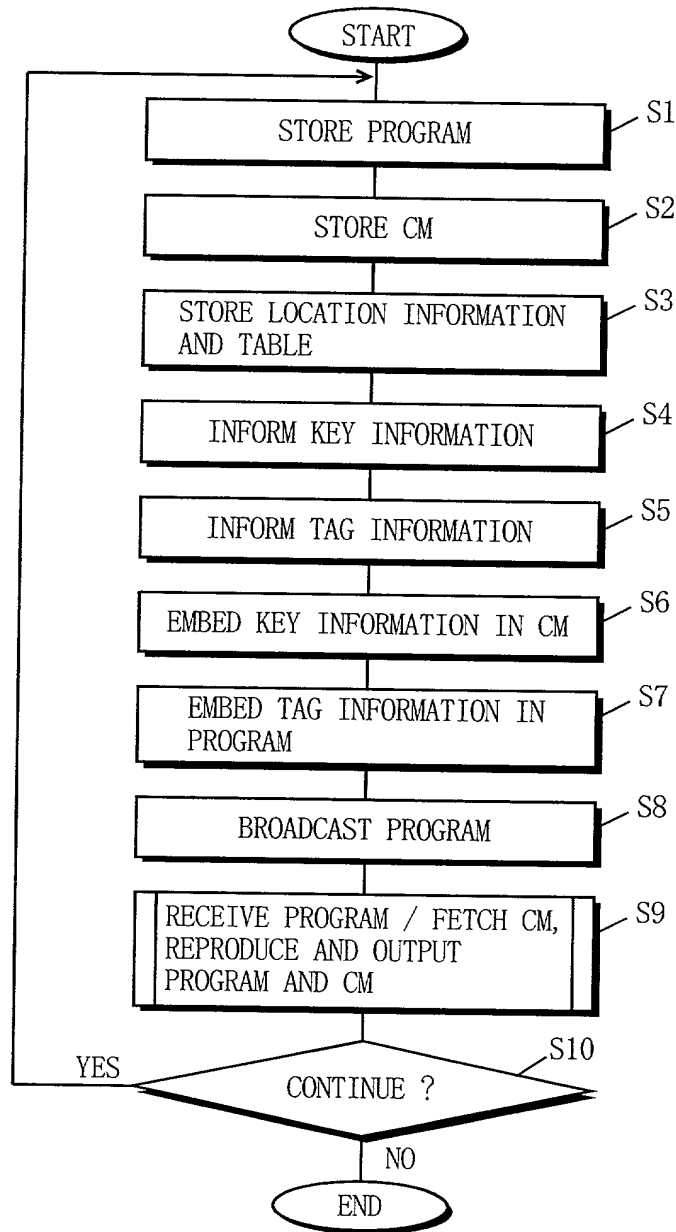 START
STORE PROGRAM
S1
STORE CM
S2
STORE LOCATION INFORMATION
AND TABLE
S3
INFORM KEY INFORMATION
S4
INFORM TAG INFORMATION
S5
EMBED KEY INFORMATION IN CM
S6
EMBED TAG INFORMATION IN
PROGRAM
S7
BROADCAST PROGRAM
S8
RECEIVE PROGRAM / FETCH CM,
REPRODUCE AND OUTPUT
PROGRAM AND CM
S9
YES
CONTINUE ?
S10
NO
END